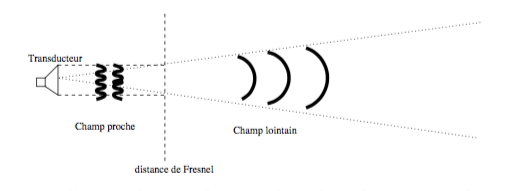 Transducteur
Champ proche
Champ lointain
distance de Fresnel